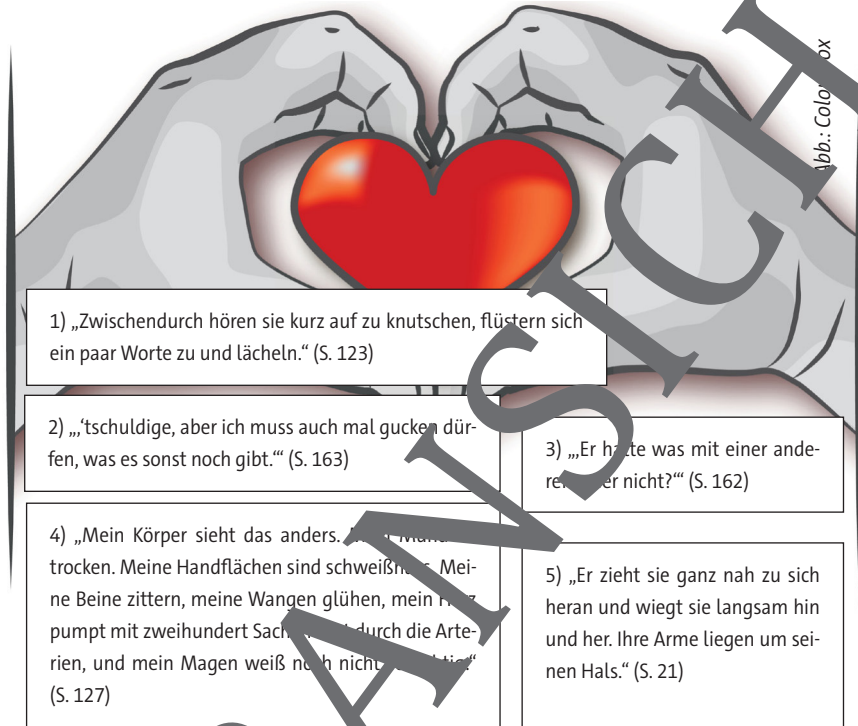 Abb.: Colo ox
1) „Zwischendurch hören sie kurz auf zu knutschen, flüstern sich
ein paar Worte zu und lächeln.“ (S. 123)
2) „‚‘tschuldige, aber ich muss auch mal gucken dür-
fen, was es sonst noch gibt.‘“ (S. 163)
3) „‚Er hatte was mit einer ande-
er nicht?‘“ (S. 162)
4) „Mein Körper sieht das anders. Mund
trocken. Meine Handflächen sind Mei-
ne Beine zittern, meine Wangen glühen, mein Herz
pumpt mit zweihundert durch die Arte-
rien, und mein Magen weiß noch nicht
(S. 127)
5) „Er zieht sie ganz nah zu sich
heran und wiegt sie langsam hin
und her. Ihre Arme liegen um sei-
nen Hals.“ (S. 21)
ANSICH